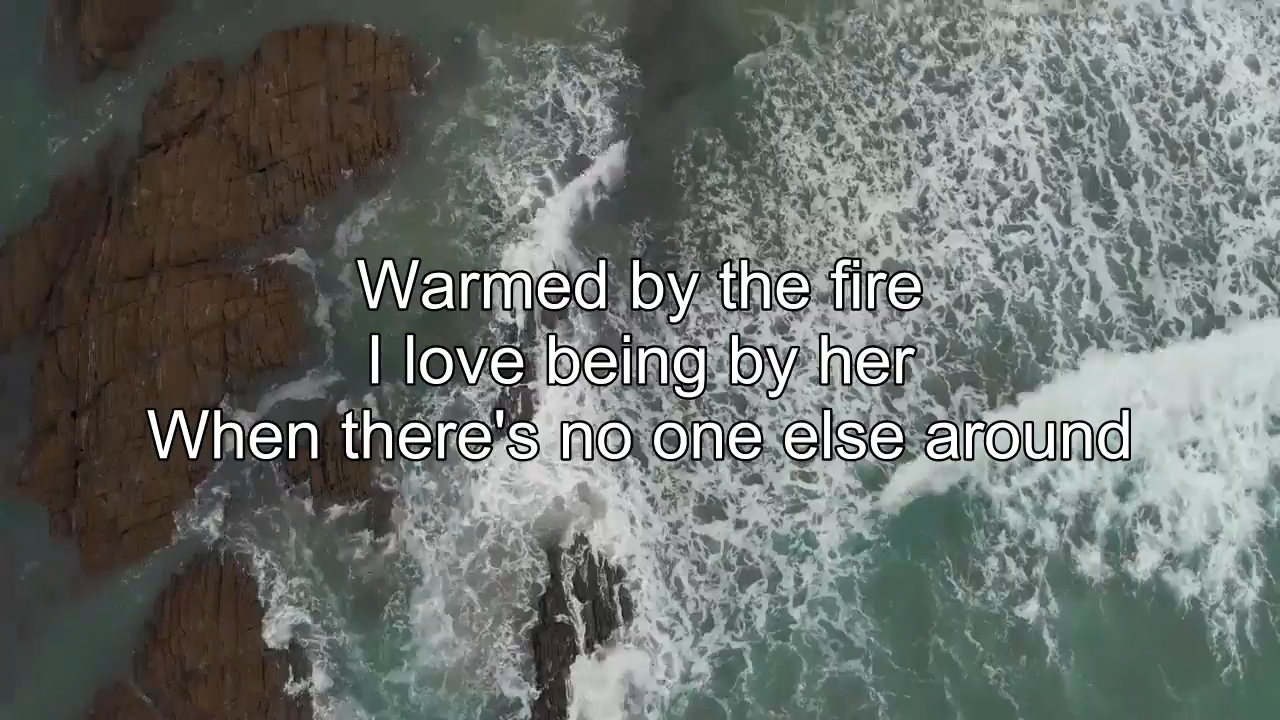 Warmed by the fire
I love being by her
When there's no one else around